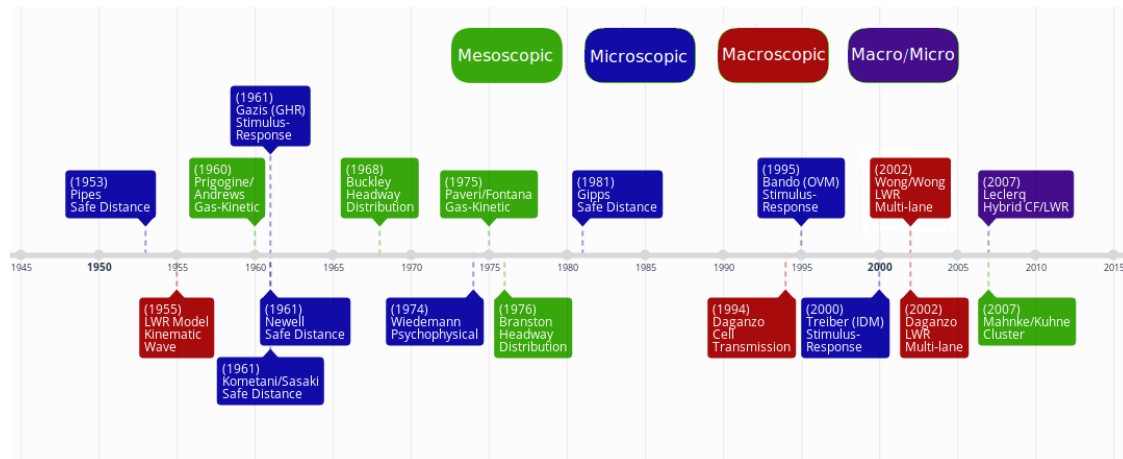 Mesoscopic
Microscopic
Macroscopic
Macro/Micro
(1961)
Gazis (GHR)
Stimulus-
Response
(1953)
Pipes
Safe Distance
(1960)
Prigogine/
Andrews
Gas-Kinetic
(1968)
Buckley
Headway
Distribution
(1975)
Paveri/Fontana
Gas-Kinetic
(1981)
Gipps
Safe Distance
(1995)
Bando (OVM)
Stimulus-
Response
(2002)
Wong/Wong
LWR
Multi-lane
(2007)
Leclerq
Hybrid CF/LWR
1945
1950
1955
1960
1965
1970
1975
1980
1985
1990
1995
2000
2005
2010
2015
(1955)
LWR Model
Kinematic
Wave
(1961)
Newell
Safe Distance
(1961)
Kometani/Sasaki
Safe Distance
(1974)
Wiedemann
Psychophysical
(1976)
Branston
Headway
Distribution
(1994)
Daganzo
Cell
Transmission
(2000)
Treiber (IDM)
Stimulus-
Response
(2002)
Daganzo
LWR
Multi-lane
(2007)
Mahnke/Kuhne
Cluster